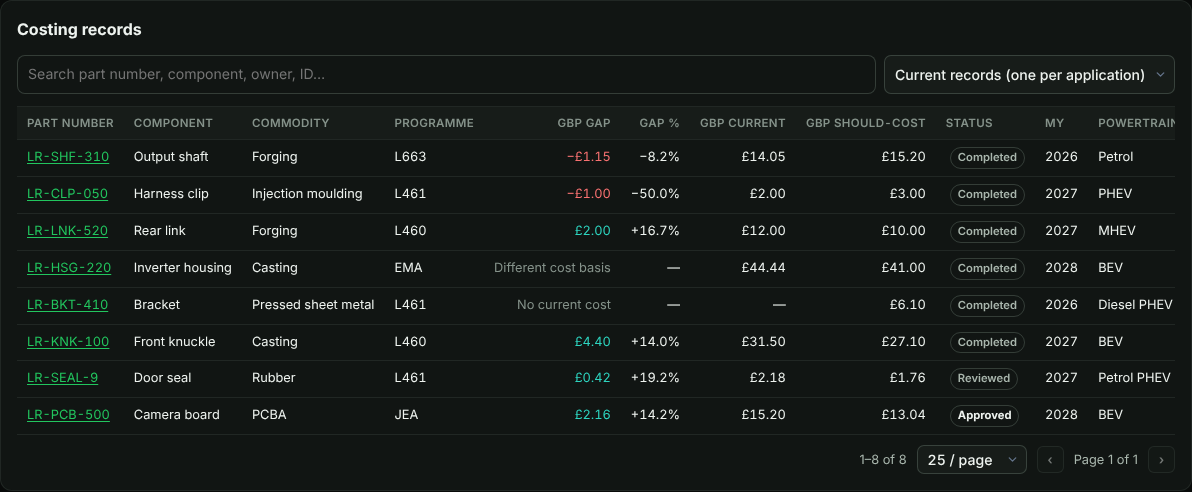 Costing records
Search part number, component, owner, ID...
Current records (one per application)
PART NUMBER COMPONENT COMMODITY PROGRAMME GBP GAP GAP % GBP CURRENT GBP SHOULD-COST STATUS MY POWERTRAIN
LR-SHF-310 Output shaft Forging L663 −£1.15 −8.2% £14.05 £15.20 Completed 2026 Petrol
LR-CLP-050 Harness clip Injection moulding L461 −£1.00 −50.0% £2.00 £3.00 Completed 2027 PHEV
LR-LNK-520 Rear link Forging L460 £2.00 +16.7% £12.00 £10.00 Completed 2027 MHEV
LR-HSG-220 Inverter housing Casting EMA Different cost basis — £44.44 £41.00 Completed 2028 BEV
LR-BKT-410 Bracket Pressed sheet metal L461 No current cost — — £6.10 Completed 2026 Diesel PHEV
LR-KNK-100 Front knuckle Casting L460 £4.40 +14.0% £31.50 £27.10 Completed 2027 BEV
LR-SEAL-9 Door seal Rubber L461 £0.42 +19.2% £2.18 £1.76 Reviewed 2027 Petrol PHEV
LR-PCB-500 Camera board PCBA JEA £2.16 +14.2% £15.20 £13.04 Approved 2028 BEV
1–8 of 8 25 / page ‹ Page 1 of 1 ›